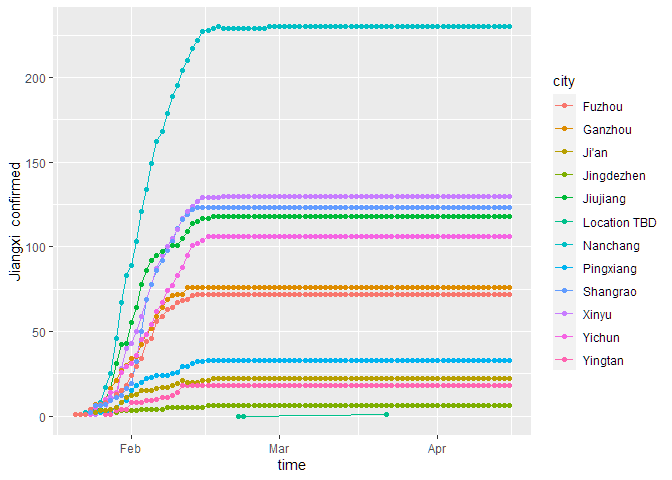 200
150
100
50
0
Jiangxi confirmed
Feb
Mar
Apr
time
city
Fuzhou
Ganzhou
Ji'an
Jingdezhen
Jiujiang
Location TBD
Nanchang
Pingxiang
Shangrao
Xinyu
Yichun
Yingtan